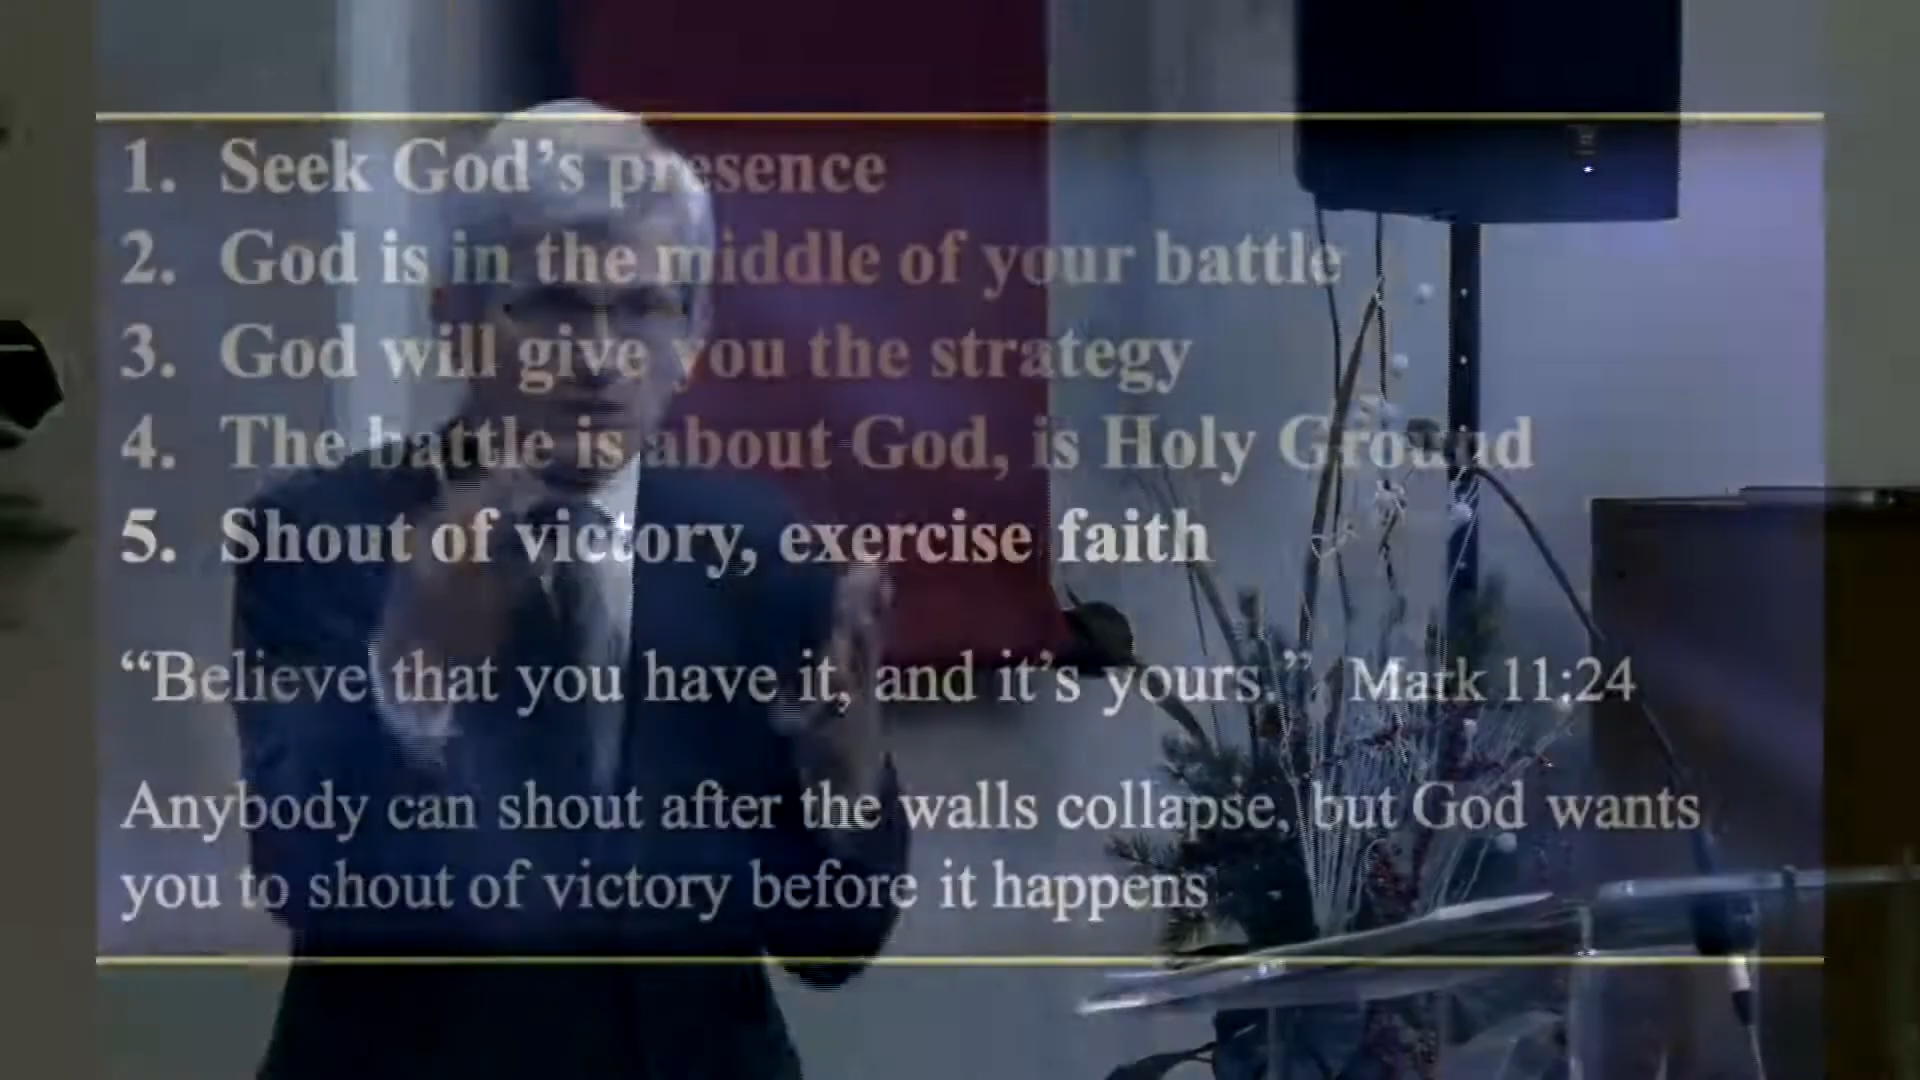 1. Seek God’s presence
2. God is in the middle of your battle
3. God will give you the strategy
4. The battle is about God, is Holy Ground
5. Shout of victory, exercise faith
“Believe that you have it, and it’s yours.” Mark 11:24
Anybody can shout after the walls collapse, but God wants
you to shout of victory before it happens